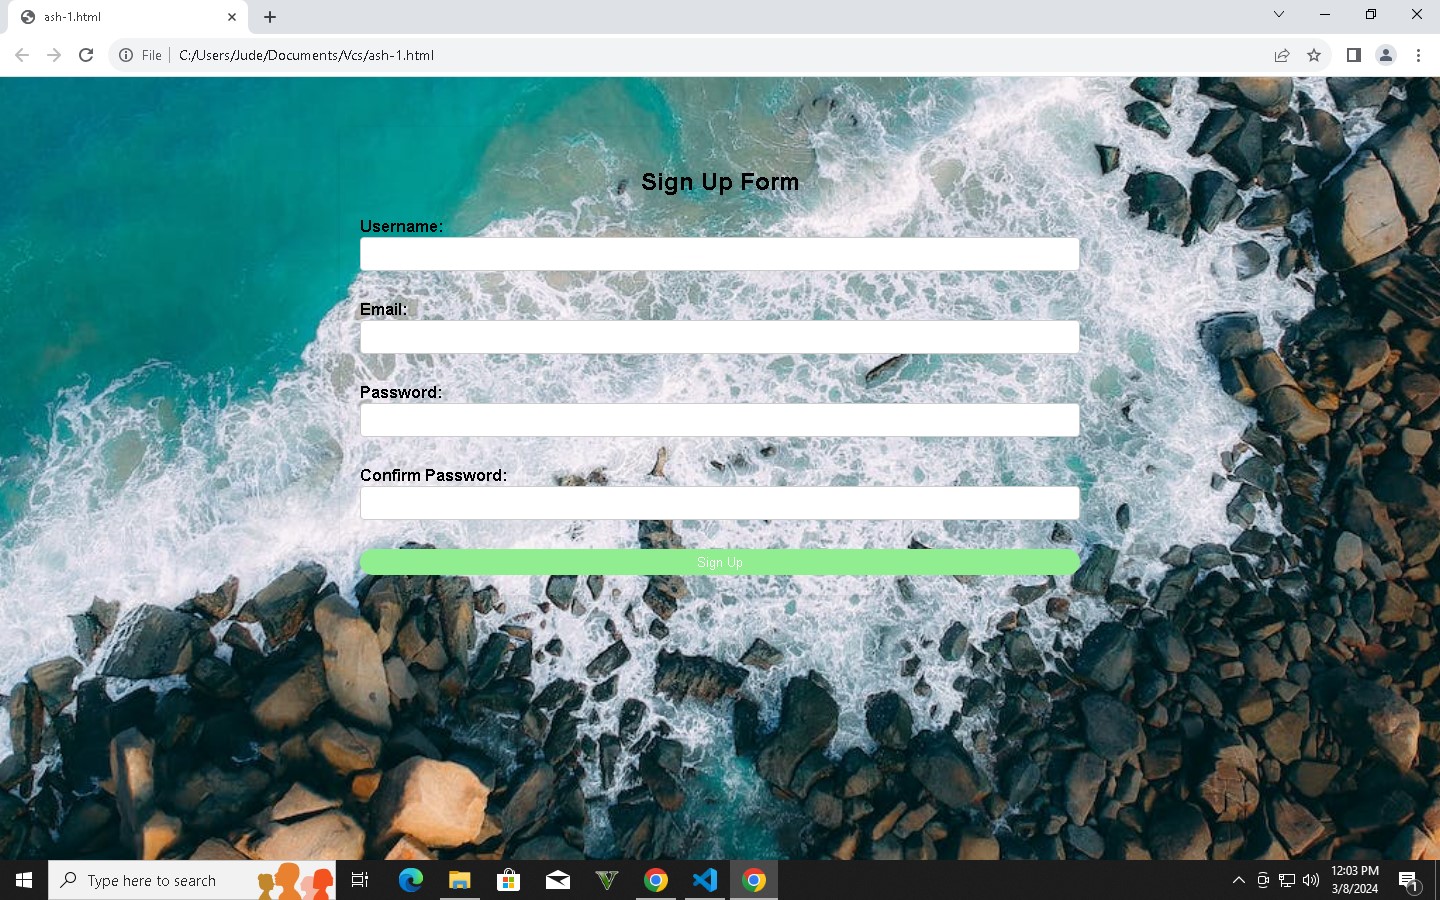 ash-1.html
File
C:/Users/Jude/Documents/Vcs/ash-1.html
Sign Up Form
Username:
Email:
Password:
Confirm Password:
Sign Up
Type here to search
12:03 PM
3/8/2024
1